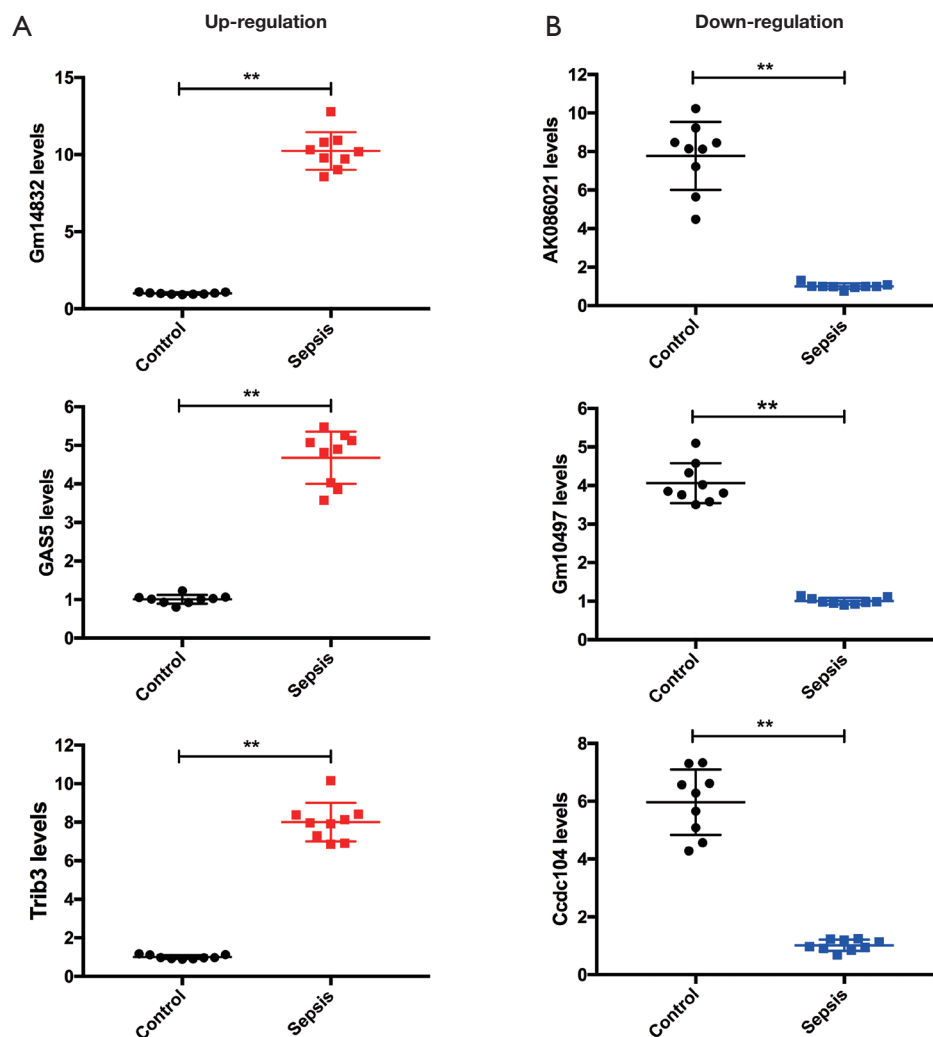 A
Up-regulation
Gm14832 levels
15
10
5
0
**
Control
Sepsis
GAS5 levels
6
5
4
3
2
1
0
**
Control
Sepsis
Trib3 levels
12
10
8
6
4
2
0
**
Control
Sepsis
B
Down-regulation
AK086021 levels
12
10
8
6
4
2
0
**
Control
Sepsis
Gm10497 levels
6
5
4
3
2
1
0
**
Control
Sepsis
Ccdc104 levels
8
6
4
2
0
**
Control
Sepsis